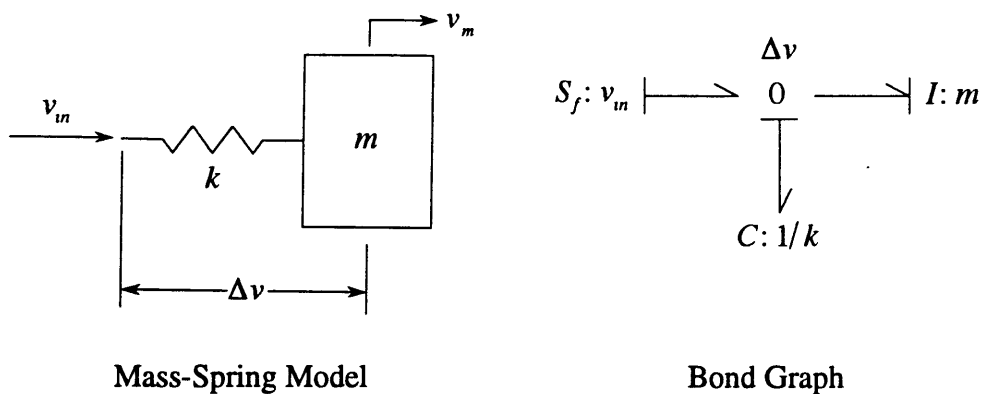 v_m
v_in
m
k
Δv
Mass-Spring Model
Δv
S_f: v_in 0 I: m
C: 1/k
Bond Graph